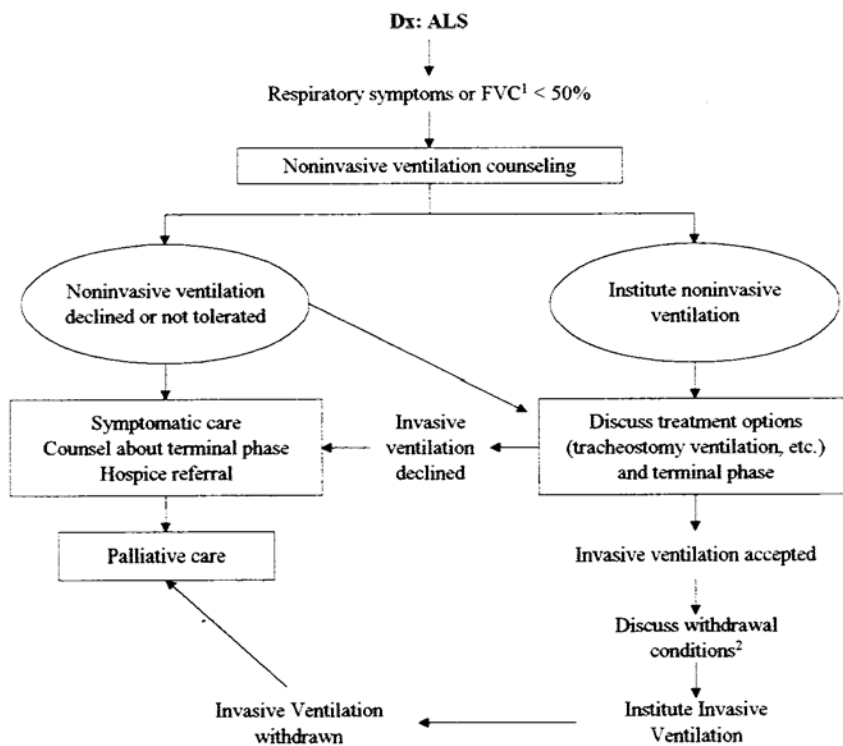 Dx: ALS
Respiratory symptoms or FVC¹ < 50%
Noninvasive ventilation counseling
Noninvasive ventilation
declined or not tolerated
Institute noninvasive
ventilation
Symptomatic care
Counsel about terminal phase
Hospice referral
Invasive
ventilation
declined
Discuss treatment options
(tracheostomy ventilation, etc.)
and terminal phase
Palliative care
Invasive ventilation accepted
Discuss withdrawal
conditions²
Invasive Ventilation
withdrawn
Institute Invasive
Ventilation